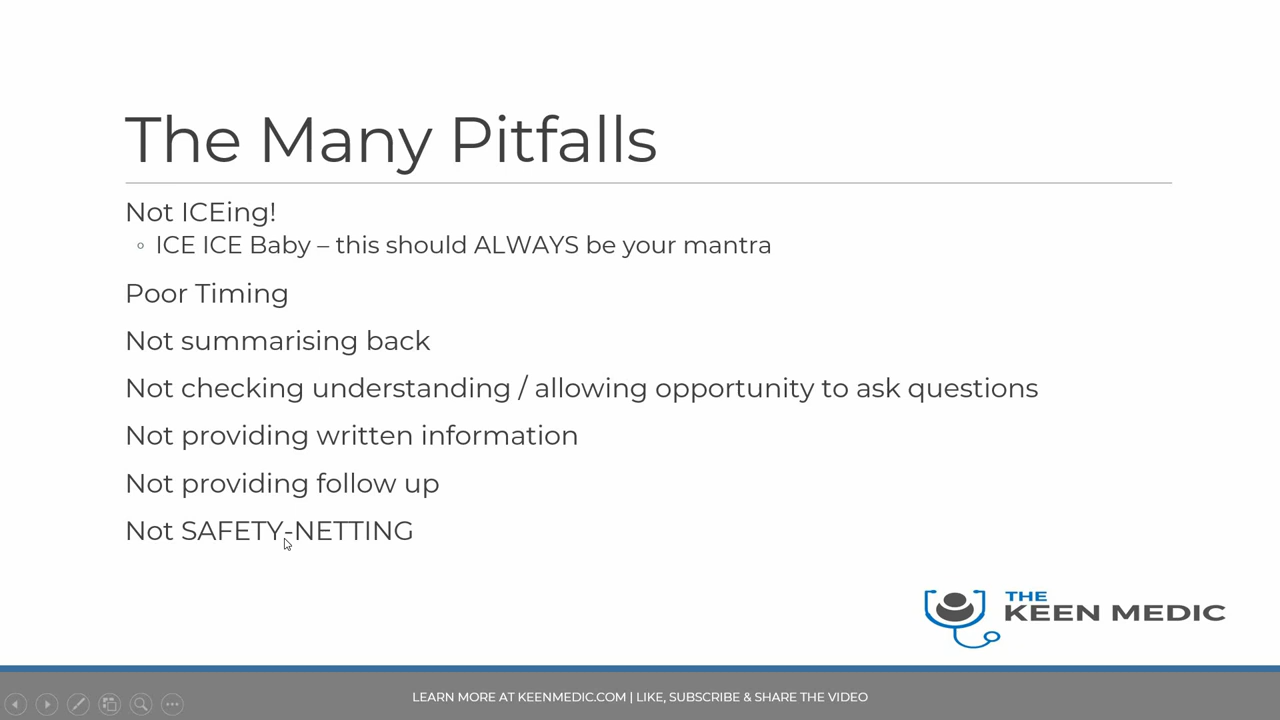 The Many Pitfalls
Not ICEing!
ICE ICE Baby – this should ALWAYS be your mantra
Poor Timing
Not summarising back
Not checking understanding / allowing opportunity to ask questions
Not providing written information
Not providing follow up
Not SAFETY-NETTING
THE
KEEN MEDIC
LEARN MORE AT KEENMEDIC.COM | LIKE, SUBSCRIBE & SHARE THE VIDEO